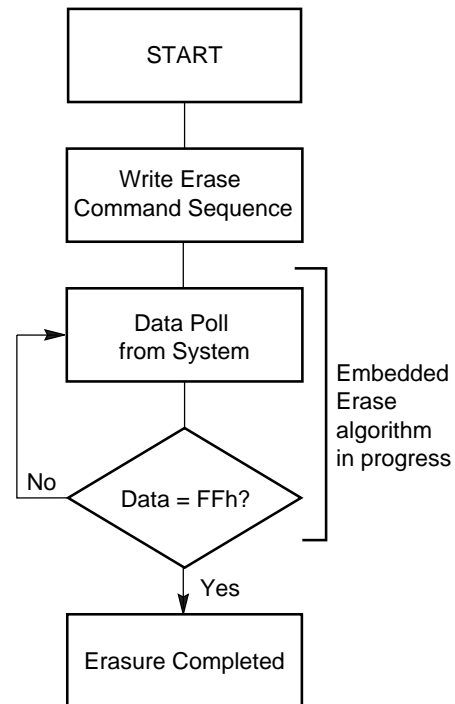 START
Write Erase
Command Sequence
Data Poll
from System
Embedded
Erase
algorithm
in progress
No
Data = FFh?
Yes
Erasure Completed